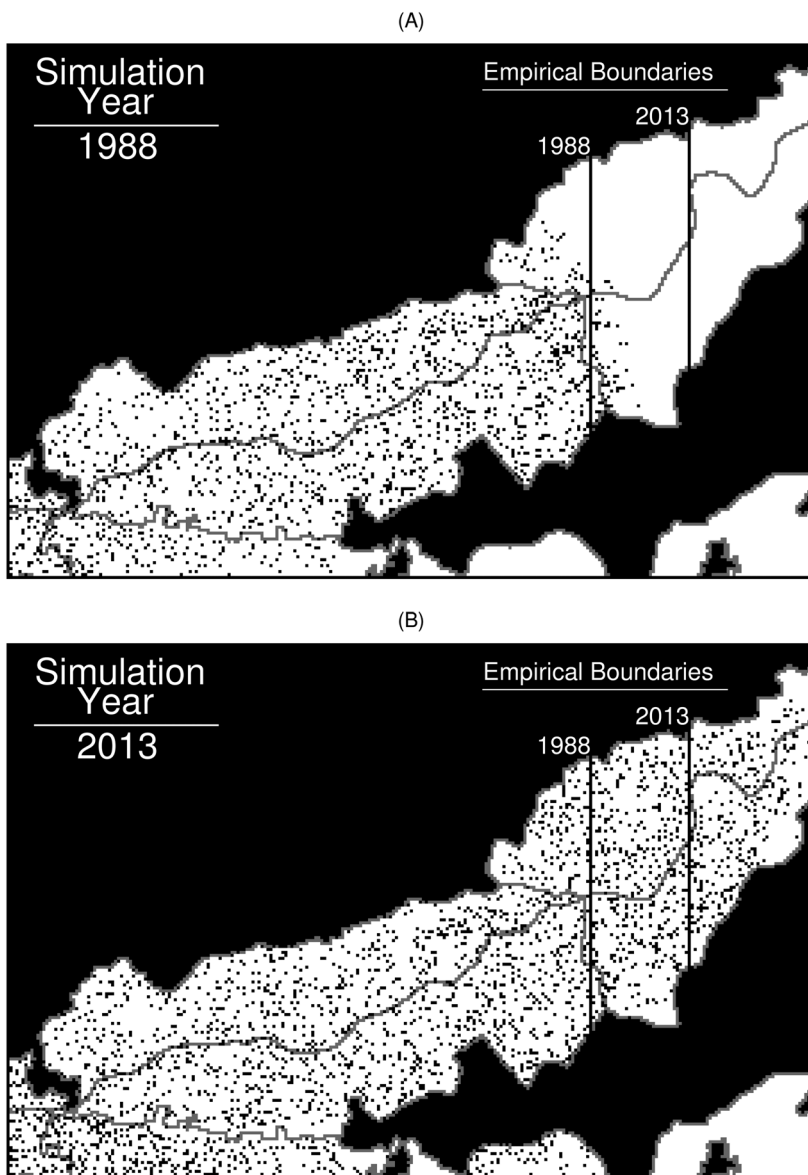 (A)
Simulation
Year
1988
Empirical Boundaries
2013
1988
(B)
Simulation
Year
2013
Empirical Boundaries
2013
1988